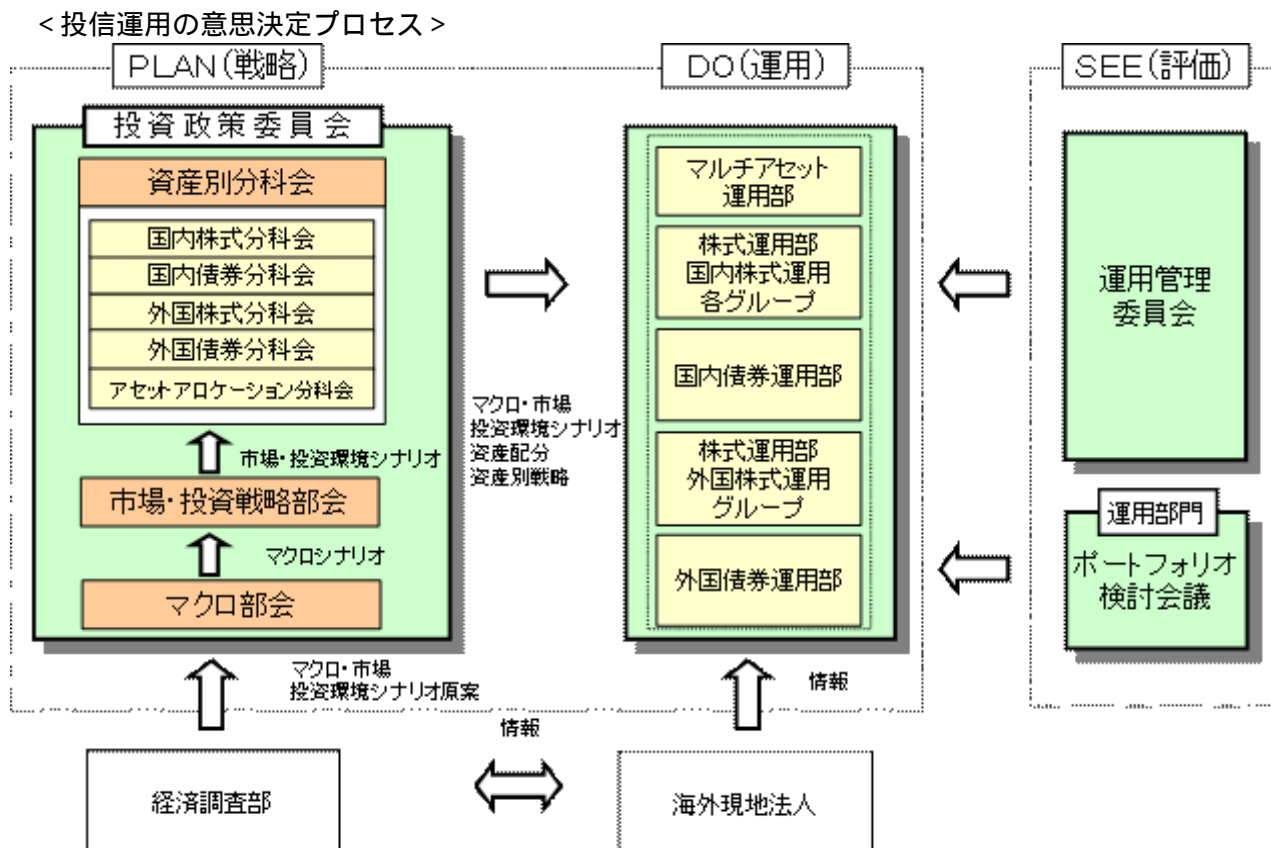 <投信運用の意思決定プロセス>
PLAN(戦略)
投資政策委員会
資産別分科会
国内株式分科会
国内債券分科会
外国株式分科会
外国債券分科会
アセットアロケーション分科会
市場・投資環境シナリオ
市場・投資戦略部会
マクロシナリオ
マクロ部会
マクロ・市場
投資環境シナリオ原案
経済調査部
マクロ・市場
投資環境シナリオ
資産配分
資産別戦略
情報
DO(運用)
マルチアセット
運用部
株式運用部
国内株式運用
各グループ
国内債券運用部
株式運用部
外国株式運用
グループ
外国債券運用部
情報
海外現地法人
SEE(評価)
運用管理
委員会
運用部門
ポートフォリオ
検討会議